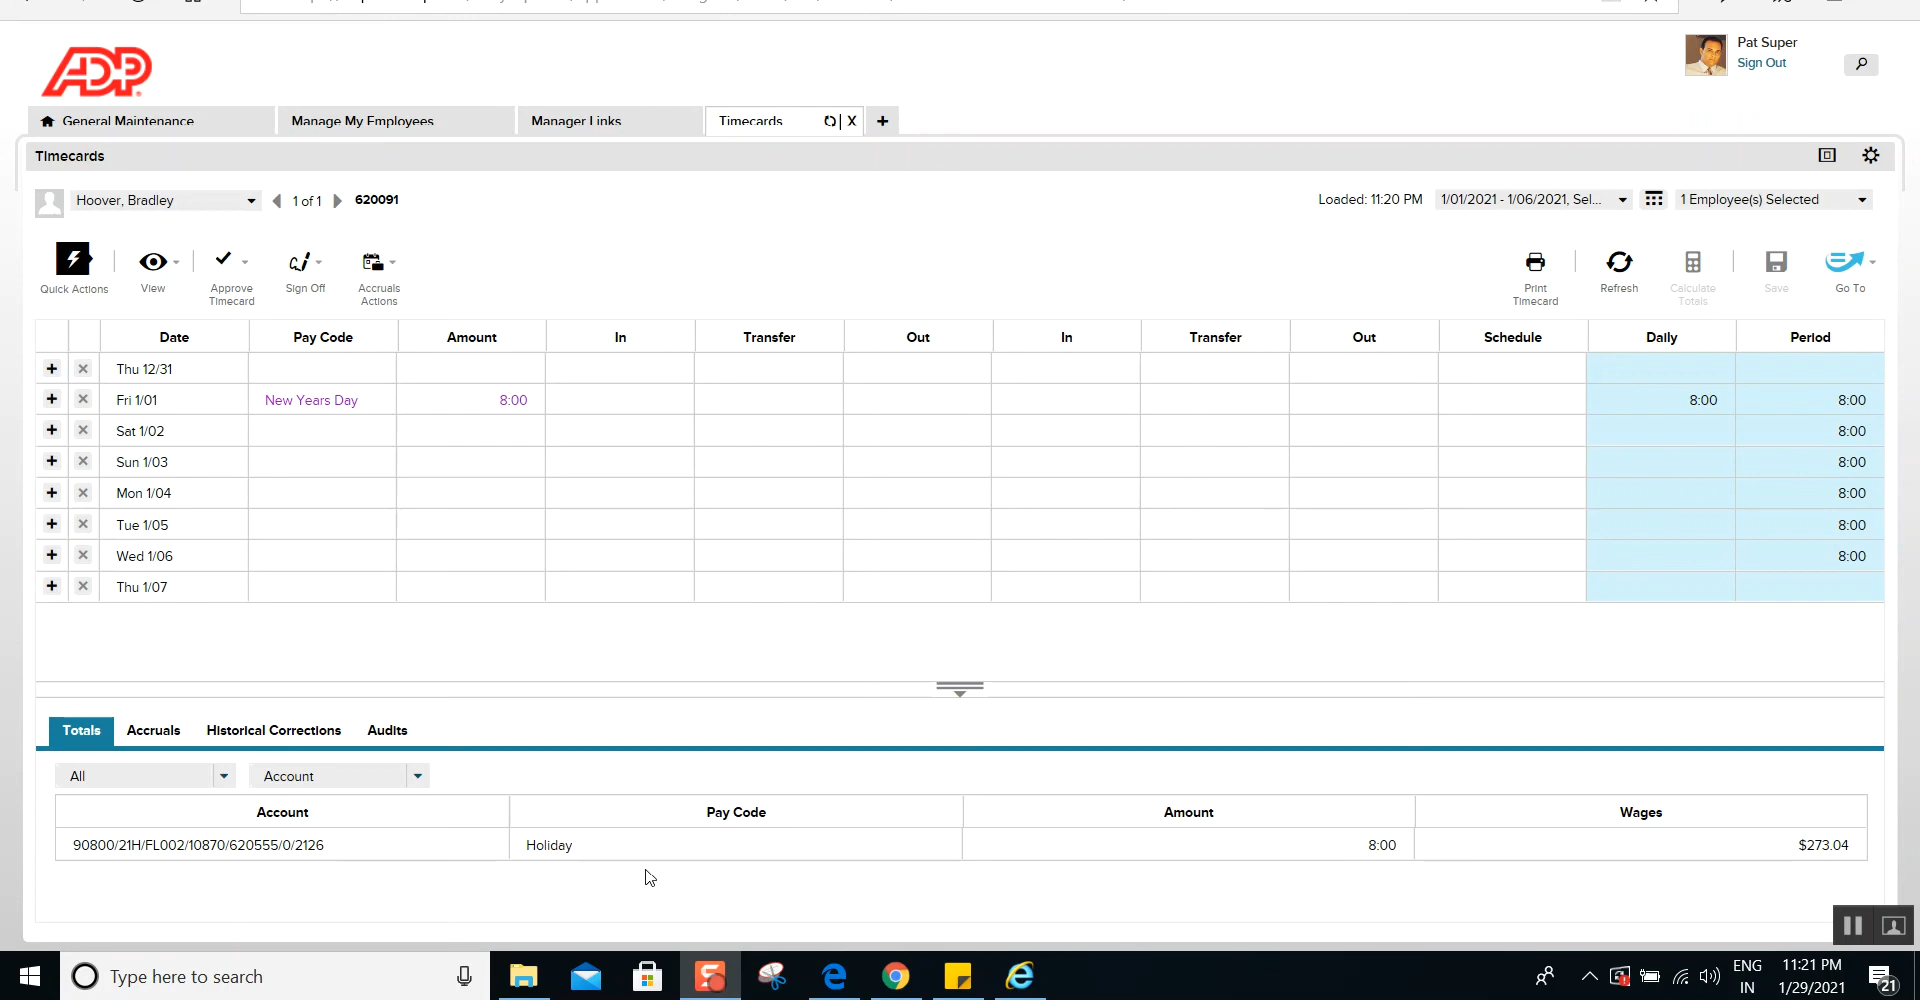 ADP
Pat Super
Sign Out
General Maintenance
Manage My Employees
Manager Links
Timecards
X
+
Timecards
Hoover, Bradley
1 of 1
620091
Loaded: 11:20 PM
1/01/2021 - 1/06/2021, Sel...
1 Employee(s) Selected
Quick Actions
View
Approve
Timecard
Sign Off
Accruals
Actions
Print
Timecard
Refresh
Calculate
Totals
Save
Go To
Date Pay Code Amount In Transfer Out In Transfer Out Schedule Daily Period
Thu 12/31
Fri 1/01 New Years Day 8:00 8:00 8:00
Sat 1/02 8:00
Sun 1/03 8:00
Mon 1/04 8:00
Tue 1/05 8:00
Wed 1/06 8:00
Thu 1/07
Totals Accruals Historical Corrections Audits
All Account
Account Pay Code Amount Wages
90800/21H/FL002/10870/620555/0/2126 Holiday 8:00 $273.04
Type here to search
ENG
IN
11:21 PM
1/29/2021
21